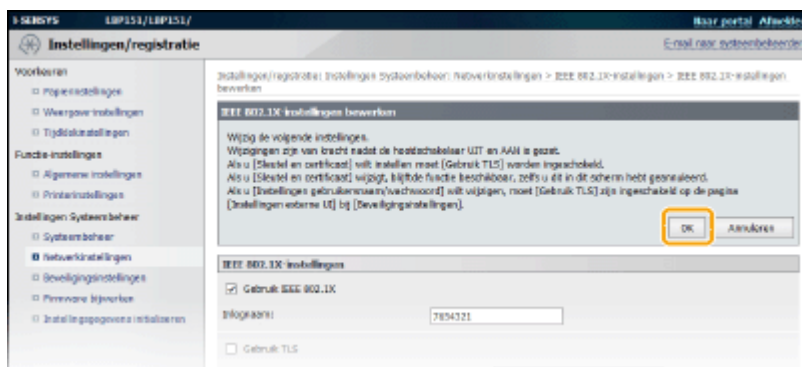 i-SENSYS LBP151/LBP151/ Naar portal Afmelde
Instellingen/registratie E-mail naar systeembeheerder
Voorkeuren
Papierinstellingen
Weergave-instellingen
Tijdklokinstellingen
Functie-instellingen
Algemene instellingen
Printerinstellingen
Instellingen Systeembeheer
Systeembeheer
Netwerkinstellingen
Beveiligingsinstellingen
Firmware bijwerken
Instellingsgegevens initialiseren
Instellingen/registratie: Instellingen Systeembeheer: Netwerkinstellingen > IEEE 802.1X-instellingen > IEEE 802.1X-instellingen
bewerken
IEEE 802.1X-instellingen bewerken
Wijzig de volgende instellingen.
Wijzigingen zijn van kracht nadat de hoofdschakelaar UIT en AAN is gezet.
Als u [Sleutel en certificaat] wilt instellen moet [Gebruik TLS] worden ingeschakeld.
Als u [Sleutel en certificaat] wijzigt, blijft de functie beschikbaar, zelfs u dit in dit scherm hebt geannuleerd.
Als u [Instellingen gebruikersnaam/wachtwoord] wilt wijzigen, moet [Gebruik TLS] zijn ingeschakeld op de pagina
[Instellingen externe UI] bij [Beveiligingsinstellingen].
OK Annuleren
IEEE 802.1X-instellingen
Gebruik IEEE 802.1X
Inlognaam: 7654321
Gebruik TLS